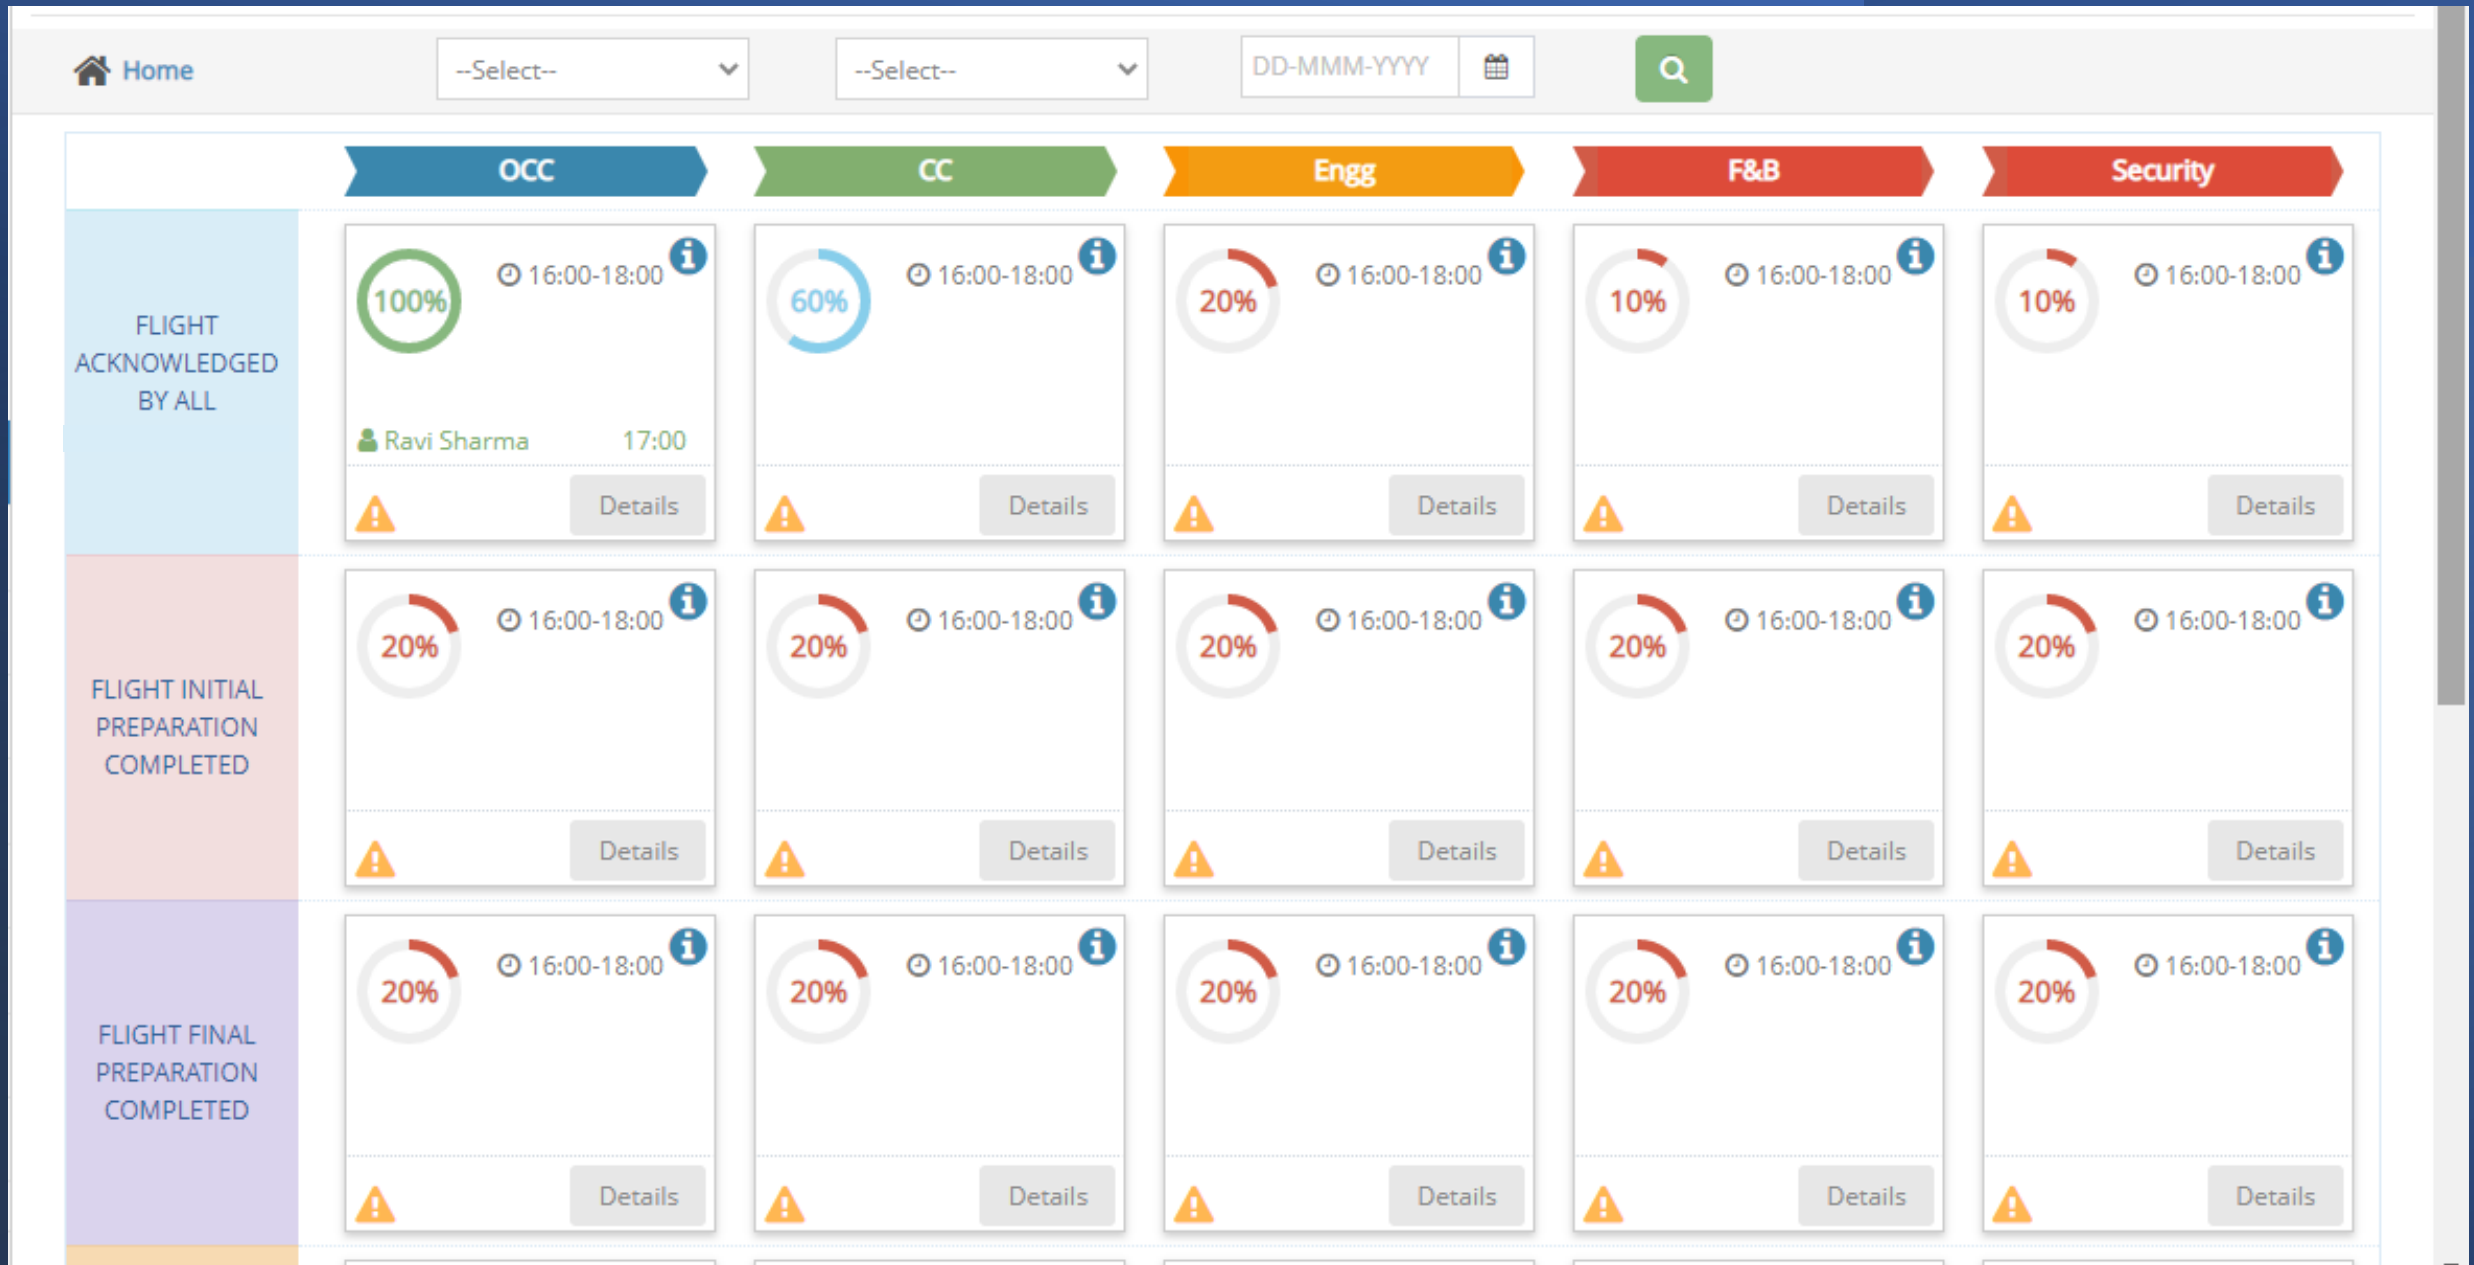 Home
--Select--
--Select--
DD-MMM-YYYY
OCC
CC
Engg
F&B
Security
FLIGHT
ACKNOWLEDGED
BY ALL
100%
16:00-18:00
Ravi Sharma 17:00
Details
60%
16:00-18:00
Details
20%
16:00-18:00
Details
10%
16:00-18:00
Details
10%
16:00-18:00
Details
FLIGHT INITIAL
PREPARATION
COMPLETED
20%
16:00-18:00
Details
20%
16:00-18:00
Details
20%
16:00-18:00
Details
20%
16:00-18:00
Details
20%
16:00-18:00
Details
FLIGHT FINAL
PREPARATION
COMPLETED
20%
16:00-18:00
Details
20%
16:00-18:00
Details
20%
16:00-18:00
Details
20%
16:00-18:00
Details
20%
16:00-18:00
Details